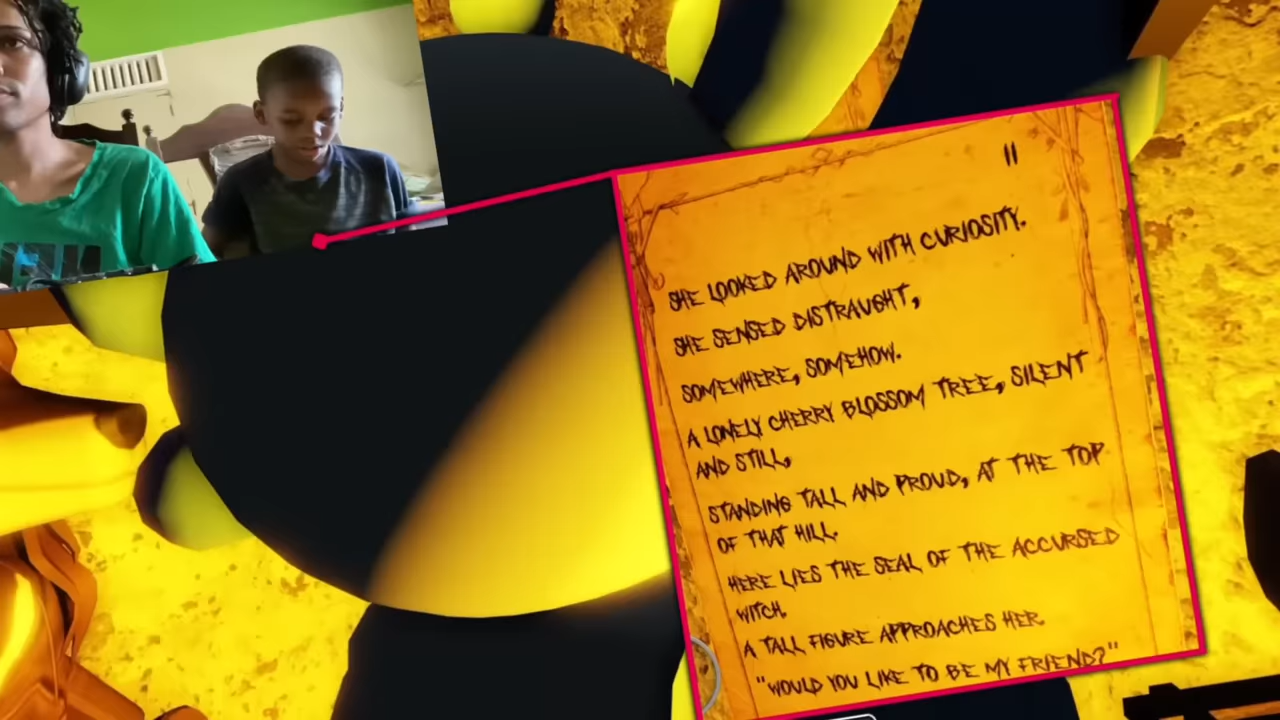 "
SHE LOOKED AROUND WITH CURIOSITY.
SHE SENSED DISTRAUGHT,
SOMEWHERE, SOMEHOW.
A LONELY CHERRY BLOSSOM TREE, SILENT
AND STILL,
STANDING TALL AND PROUD, AT THE TOP
OF THAT HILL.
HERE LIES THE SEAL OF THE ACCURSED
WITCH.
A TALL FIGURE APPROACHES HER.
"WOULD YOU LIKE TO BE MY FRIEND?"